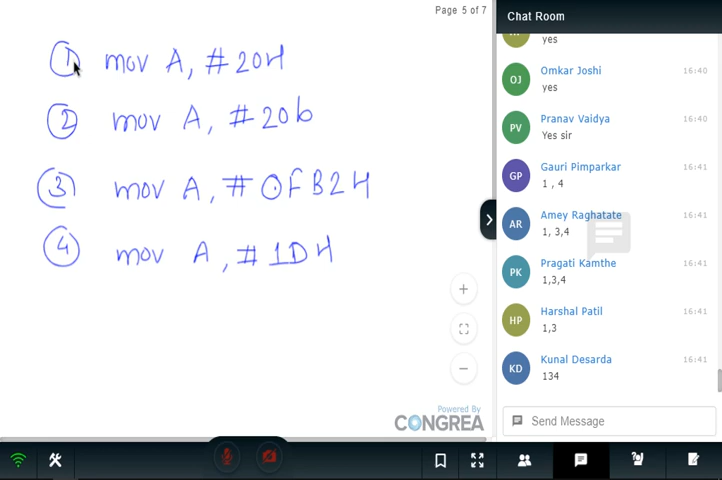 Page 5 of 7
① mov A, #20H
② mov A, #20b
③ mov A, #0FB2H
④ mov A, #1DH
Powered By
CONGREA
Chat Room
yes
OJ Omkar Joshi 16:40
yes
PV Pranav Vaidya 16:40
Yes sir
GP Gauri Pimparkar 16:41
1 , 4
AR Amey Raghatate 16:41
1, 3,4
PK Pragati Kamthe 16:41
1,3,4
HP Harshal Patil 16:41
1,3
KD Kunal Desarda 16:41
134
Send Message